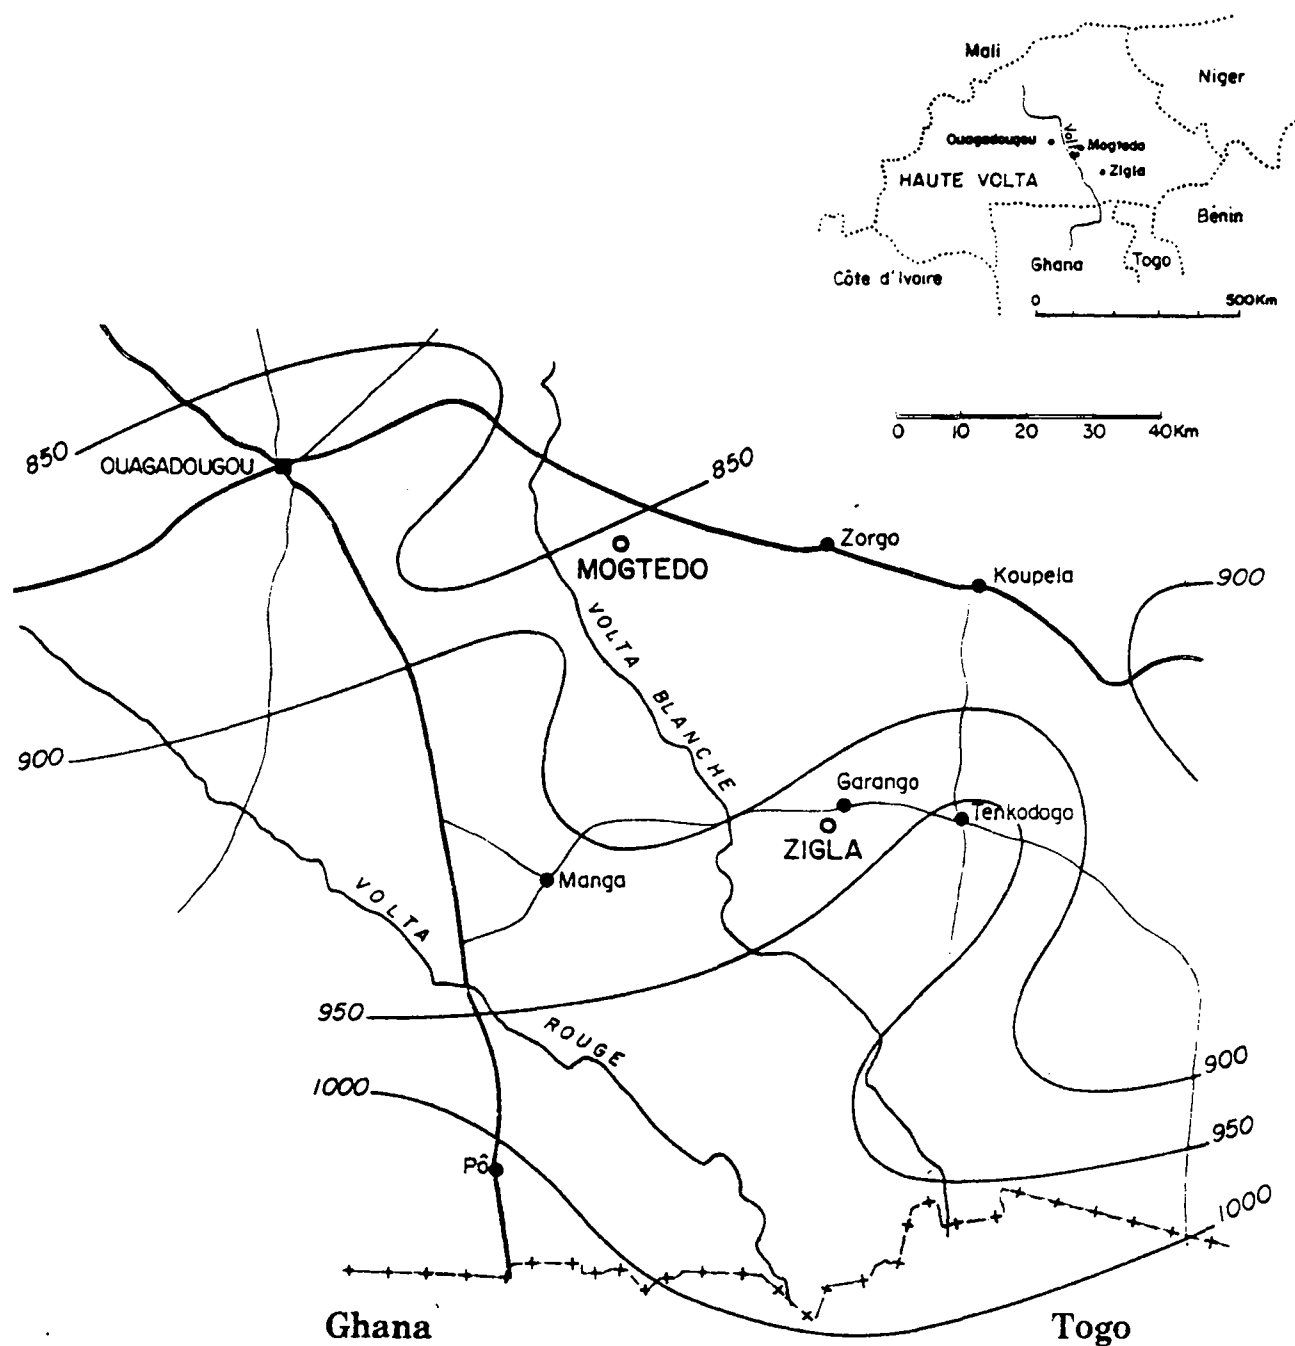 Mali
Niger
Ouagadougou
Volta
Mogtedo
Zigla
HAUTE VOLTA
Bénin
Ghana
Togo
Côte d'Ivoire
0 500Km
0 10 20 30 40Km
850
OUAGADOUGOU
850
Zorgo
MOGTEDO
Koupela
900
VOLTA BLANCHE
900
Garango
Tenkodogo
ZIGLA
Manga
VOLTA ROUGE
950
1000
900
950
Pô
1000
Ghana
Togo